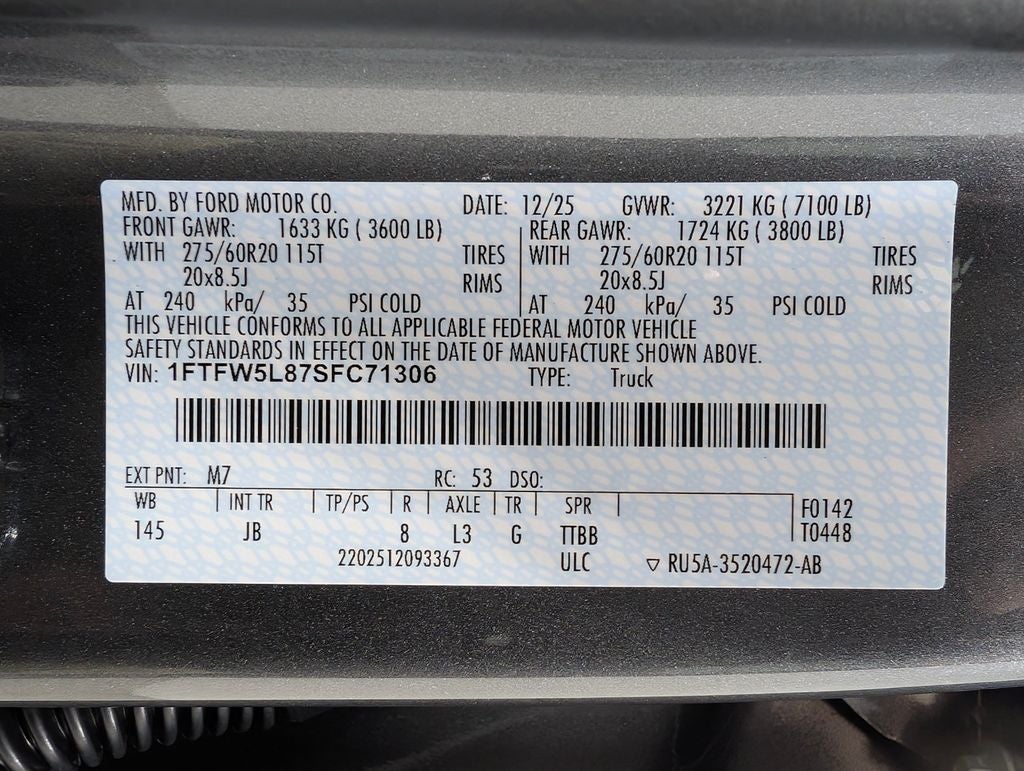 MFD. BY FORD MOTOR CO. DATE: 12/25 GVWR: 3221 KG ( 7100 LB)
FRONT GAWR: 1633 KG ( 3600 LB) REAR GAWR: 1724 KG ( 3800 LB)
WITH 275/60R20 115T TIRES WITH 275/60R20 115T TIRES
20x8.5J RIMS 20x8.5J RIMS
AT 240 kPa/ 35 PSI COLD AT 240 kPa/ 35 PSI COLD
THIS VEHICLE CONFORMS TO ALL APPLICABLE FEDERAL MOTOR VEHICLE
SAFETY STANDARDS IN EFFECT ON THE DATE OF MANUFACTURE SHOWN ABOVE.
VIN: 1FTFW5L87SFC71306 TYPE: Truck
EXT PNT: M7 RC: 53 DSO:
WB INT TR TP/PS R AXLE TR SPR F0142
145 JB 8 L3 G TTBB T0448
2202512093367 ULC ▽ RU5A-3520472-AB